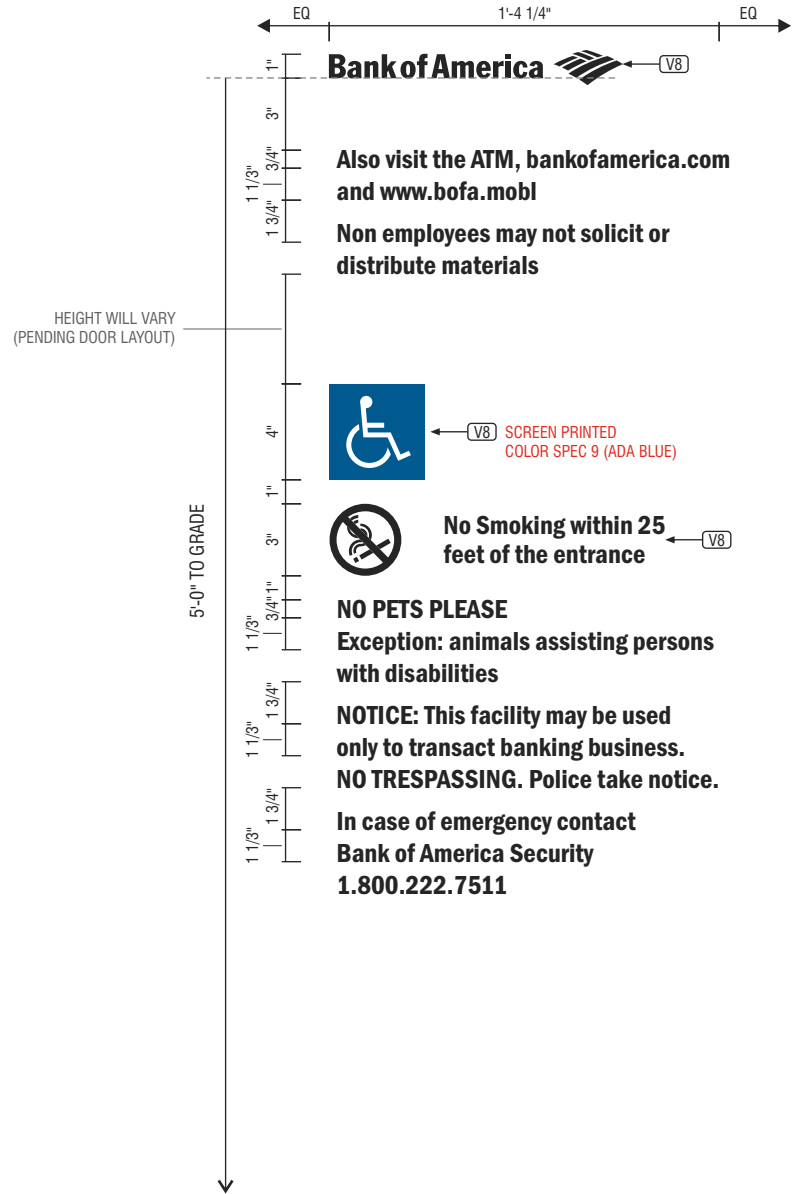 EQ
1'-4 1/4"
EQ
1"
Bank of America
V8
3"
3/4"
1 1/3"
1 3/4"
Also visit the ATM, bankofamerica.com
and www.bofa.mobl
Non employees may not solicit or
distribute materials
HEIGHT WILL VARY
(PENDING DOOR LAYOUT)
4"
V8
SCREEN PRINTED
COLOR SPEC 9 (ADA BLUE)
1"
5'-0" TO GRADE
3"
No Smoking within 25
feet of the entrance
V8
1"
3/4"
1 1/3"
NO PETS PLEASE
Exception: animals assisting persons
with disabilities
1 3/4"
1 1/3"
NOTICE: This facility may be used
only to transact banking business.
NO TRESPASSING. Police take notice.
1 3/4"
1 1/3"
In case of emergency contact
Bank of America Security
1.800.222.7511